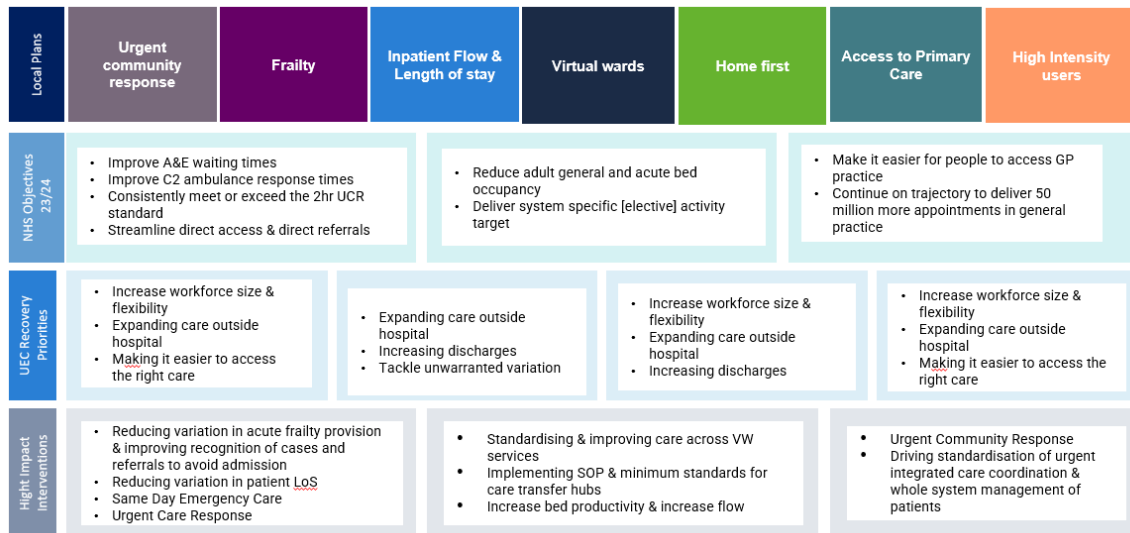 Local Plans
Urgent
community
response
Frailty
Inpatient Flow &
Length of stay
Virtual wards
Home first
Access to Primary
Care
High Intensity
users
NHS Objectives
23/24
• Improve A&E waiting times
• Improve C2 ambulance response times
• Consistently meet or exceed the 2hr UCR
standard
• Streamline direct access & direct referrals
• Reduce adult general and acute bed
occupancy
• Deliver system specific [elective] activity
target
• Make it easier for people to access GP
practice
• Continue on trajectory to deliver 50
million more appointments in general
practice
UEC Recovery
Priorities
• Increase workforce size &
flexibility
• Expanding care outside
hospital
• Making it easier to access
the right care
• Expanding care outside
hospital
• Increasing discharges
• Tackle unwarranted variation
• Increase workforce size &
flexibility
• Expanding care outside
hospital
• Increasing discharges
• Increase workforce size &
flexibility
• Expanding care outside
hospital
• Making it easier to access the
right care
Hight Impact
Interventions
• Reducing variation in acute frailty provision
& improving recognition of cases and
referrals to avoid admission
• Reducing variation in patient LoS
• Same Day Emergency Care
• Urgent Care Response
• Standardising & improving care across VW
services
• Implementing SOP & minimum standards for
care transfer hubs
• Increase bed productivity & increase flow
• Urgent Community Response
• Driving standardisation of urgent
integrated care coordination &
whole system management of
patients